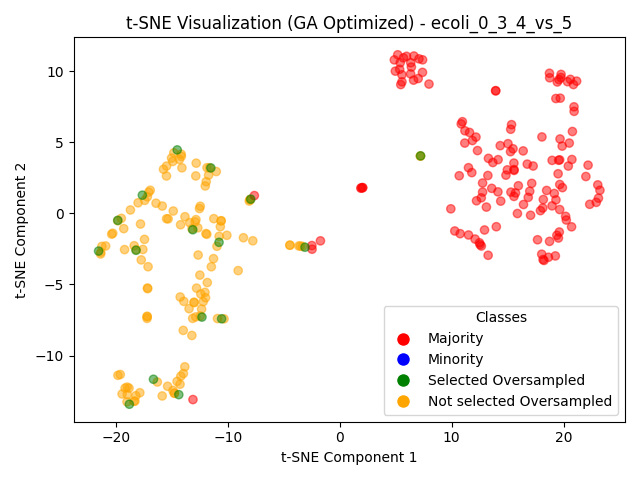 t-SNE Visualization (GA Optimized) - ecoli_0_3_4_vs_5
10
5
0
−5
−10
t-SNE Component 2
Classes
Majority
Minority
Selected Oversampled
Not selected Oversampled
−20
−10
0
10
20
t-SNE Component 1